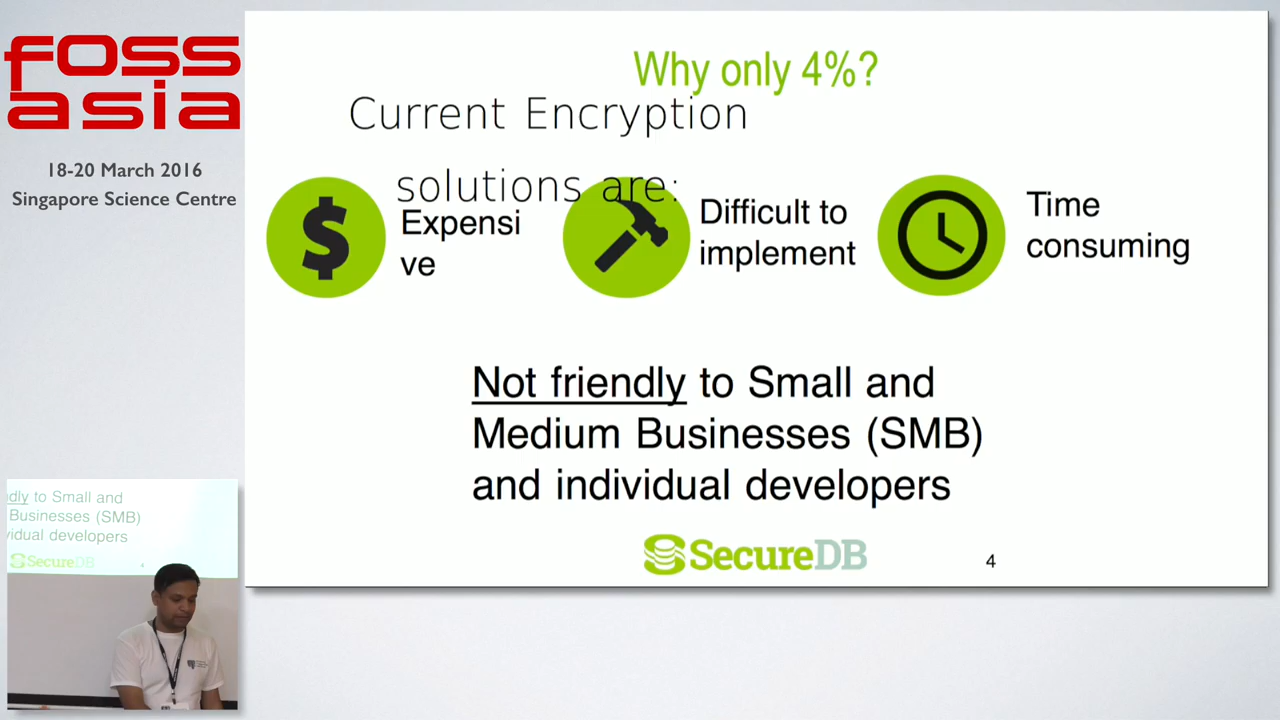 foss
asia
18-20 March 2016
Singapore Science Centre
Why only 4%?
Current Encryption
solutions are:
Expensi
ve
Difficult to
implement
Time
consuming
Not friendly to Small and
Medium Businesses (SMB)
and individual developers
SecureDB
4
dly to Small and
Businesses (SMB)
vidual developers
SecureDB
4